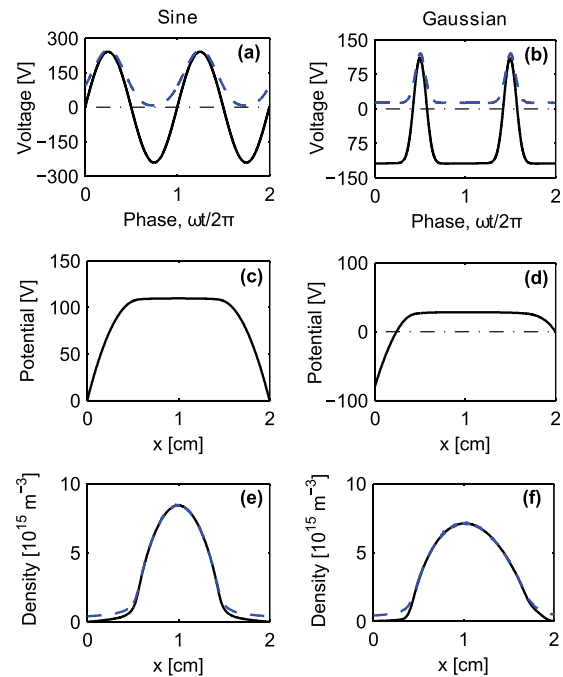 Sine Gaussian
(a) (b)
Voltage [V] Voltage [V]
300 150
150 75
0 0
−150 −75
−300 −150
0 1 2 0 1 2
Phase, ωt/2π Phase, ωt/2π
(c) (d)
Potential [V] Potential [V]
150 100
100 0
50 −100
0
0 1 2 0 1 2
x [cm] x [cm]
(e) (f)
Density [10¹⁵ m⁻³] Density [10¹⁵ m⁻³]
10 10
5 5
0 0
0 1 2 0 1 2
x [cm] x [cm]